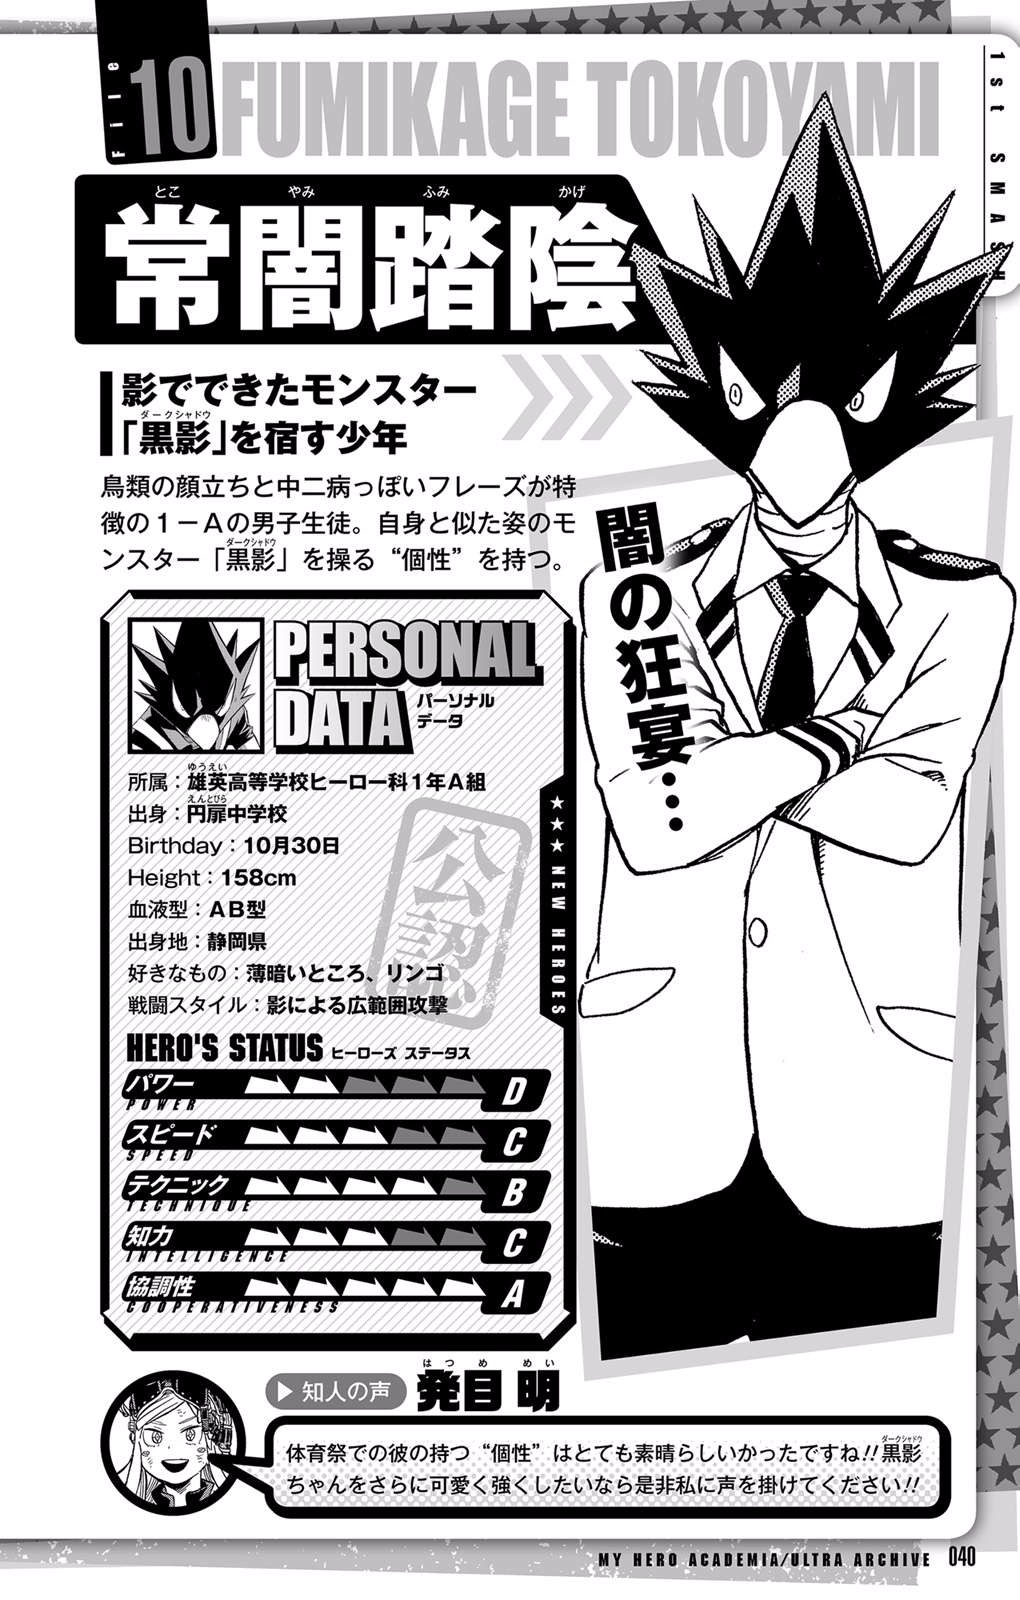 File 10
FUMIKAGE TOKOYAMI
1st SMASH
とこ やみ ふみ かげ
常闇踏陰
影でできたモンスター
ダークシャドウ
「黒影」を宿す少年
鳥類の顔立ちと中二病っぽいフレーズが特
徴の1-Aの男子生徒。自身と似た姿のモ
ダークシャドウ
ンスター「黒影」を操る“個性”を持つ。
闇の狂宴…
PERSONAL
DATA
パーソナル
データ
ゆうえい
所属：雄英高等学校ヒーロー科1年A組
えんとびら
出身：円扉中学校
Birthday：10月30日
Height：158cm
血液型：AB型
出身地：静岡県
好きなもの：薄暗いところ、リンゴ
戦闘スタイル：影による広範囲攻撃
公認
★★★ NEW HEROES
HERO'S STATUS ヒーローズ ステータス
パワー
POWER
D
スピード
SPEED
C
テクニック
TECHNIQUE
B
知力
INTELLIGENCE
C
協調性
COOPERATIVENESS
A
はつ め めい
▶知人の声 発目 明
ダークシャドウ
体育祭での彼の持つ“個性”はとても素晴らしいかったですね!!黒影
ちゃんをさらに可愛く強くしたいなら是非私に声を掛けてください!!
MY HERO ACADEMIA/ULTRA ARCHIVE 040